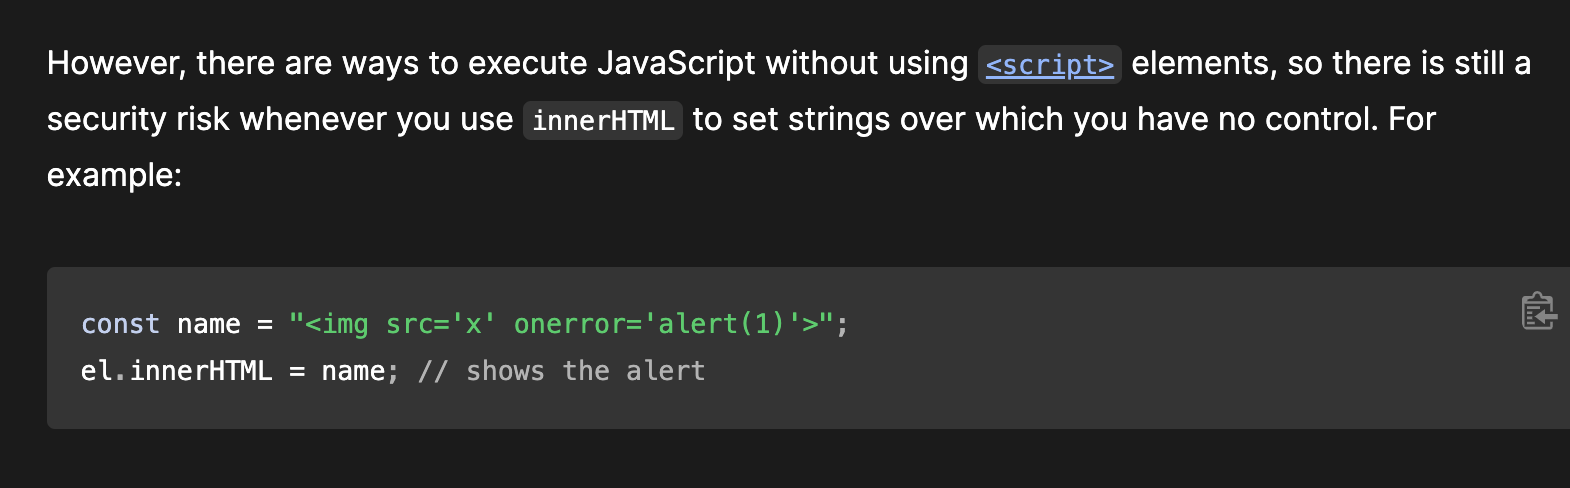 However, there are ways to execute JavaScript without using <script> elements, so there is still a
security risk whenever you use innerHTML to set strings over which you have no control. For
example:
const name = "<img src='x' onerror='alert(1)'>";
el.innerHTML = name; // shows the alert